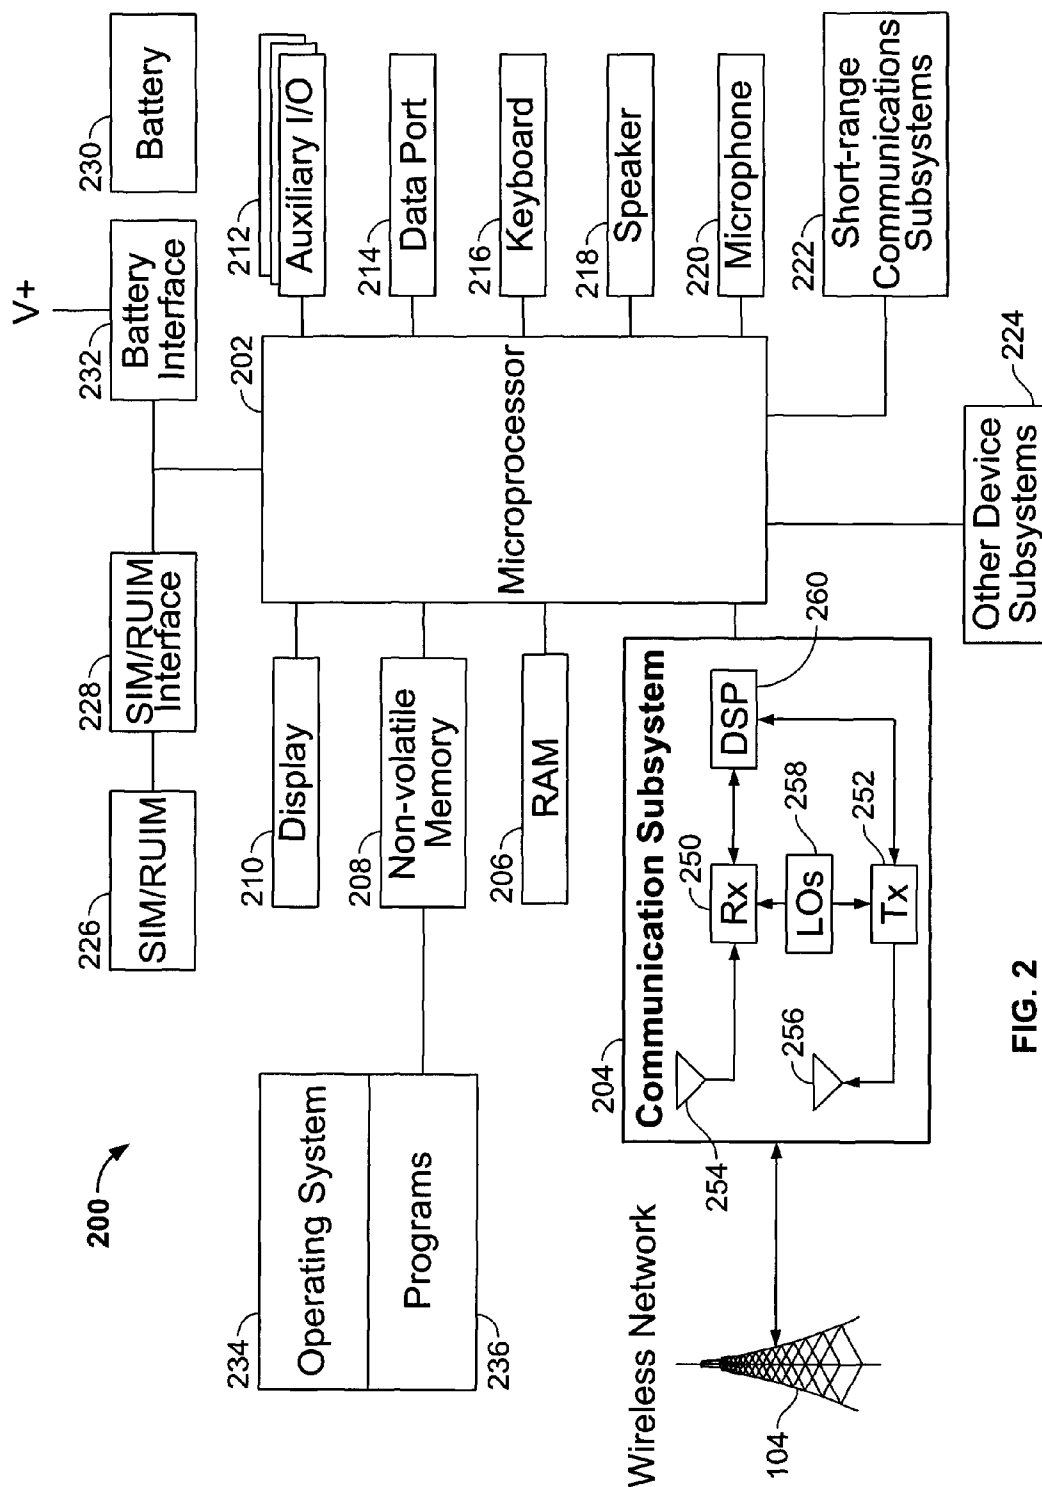 200
226
SIM/RUIM
228
SIM/RUIM
Interface
232
Battery
Interface
V+
230
Battery
234
Operating System
Programs
236
210
Display
208
Non-volatile
Memory
206
RAM
202
Microprocessor
212
Auxiliary I/O
214
Data Port
216
Keyboard
218
Speaker
220
Microphone
222
Short-range
Communications
Subsystems
Wireless Network
104
204
Communication Subsystem
254
256
250
Rx
LOs
258
Tx
252
DSP
260
Other Device
Subsystems
224
FIG. 2